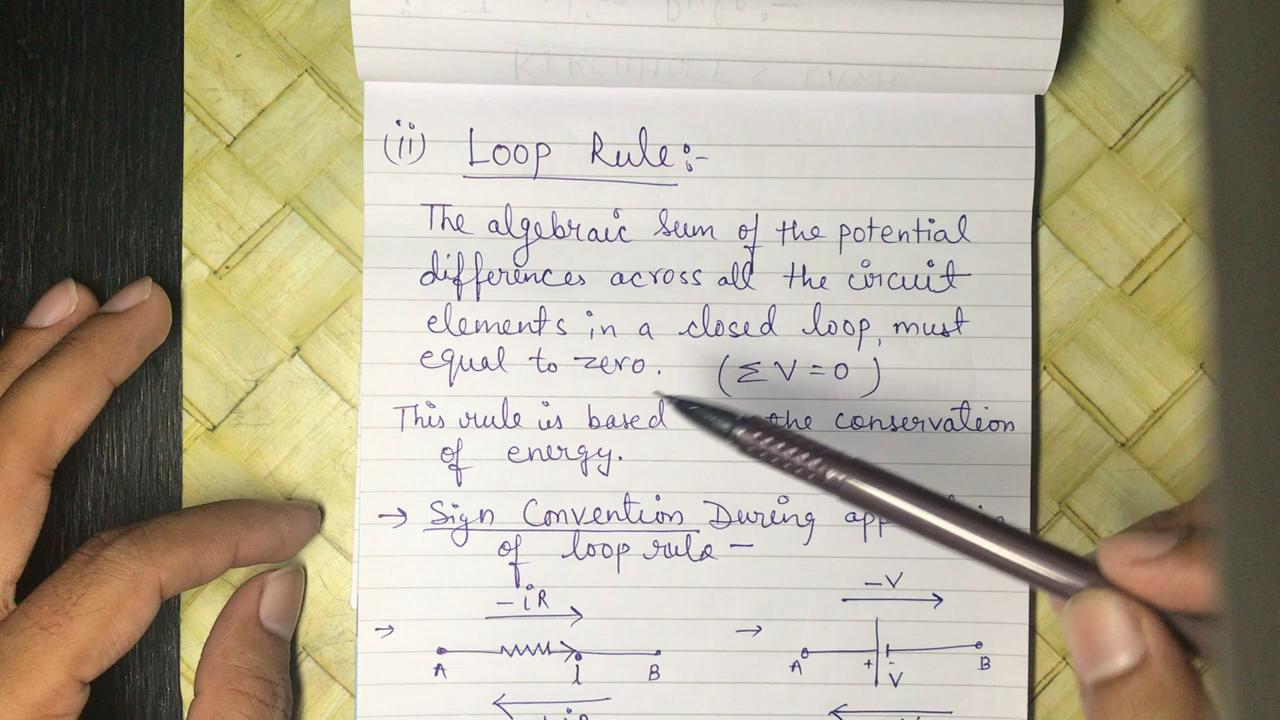 (ii) Loop Rule:-
The algebraic sum of the potential
differences across all the circuit
elements in a closed loop, must
equal to zero. (ΣV=0)
This rule is based the conservation
of energy.
→ Sign Convention During
of loop rule -
-iR
-V
→
→
A i B
A + - B
V